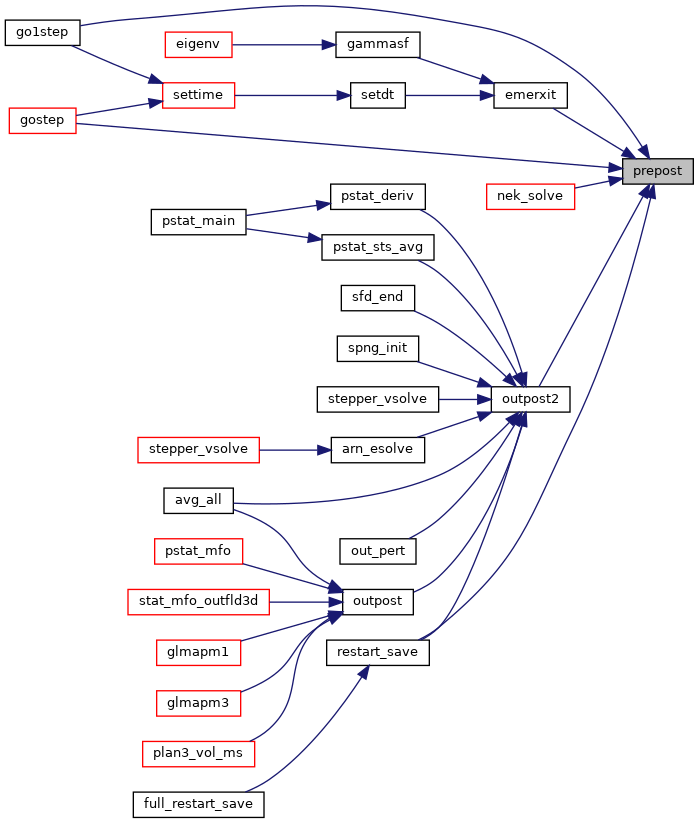 go1step
eigenv
gammasf
settime
setdt
emerxit
gostep
prepost
nek_solve
pstat_deriv
pstat_main
pstat_sts_avg
sfd_end
spng_init
stepper_vsolve
outpost2
stepper_vsolve
arn_esolve
avg_all
pstat_mfo
out_pert
stat_mfo_outfld3d
outpost
glmapm1
restart_save
glmapm3
plan3_vol_ms
full_restart_save